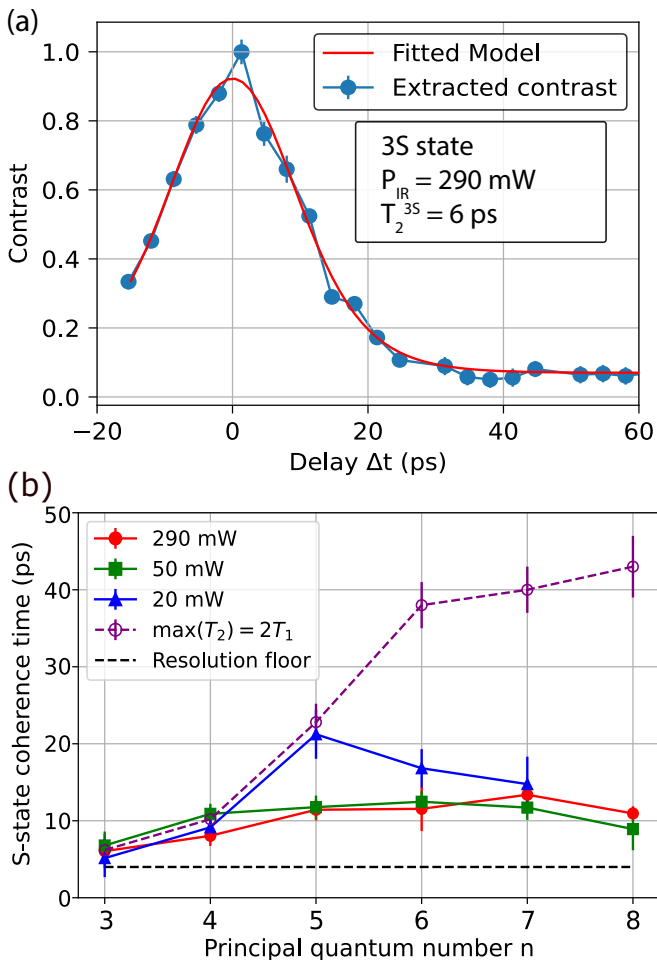 (a)
1.0
0.8
0.6
0.4
0.2
0.0
Contrast
Fitted Model
Extracted contrast
3S state
P_IR = 290 mW
T_2^3S = 6 ps
−20
0
20
40
60
Delay Δt (ps)
(b)
50
40
30
20
10
0
S-state coherence time (ps)
290 mW
50 mW
20 mW
max(T_2) = 2T_1
Resolution floor
3
4
5
6
7
8
Principal quantum number n